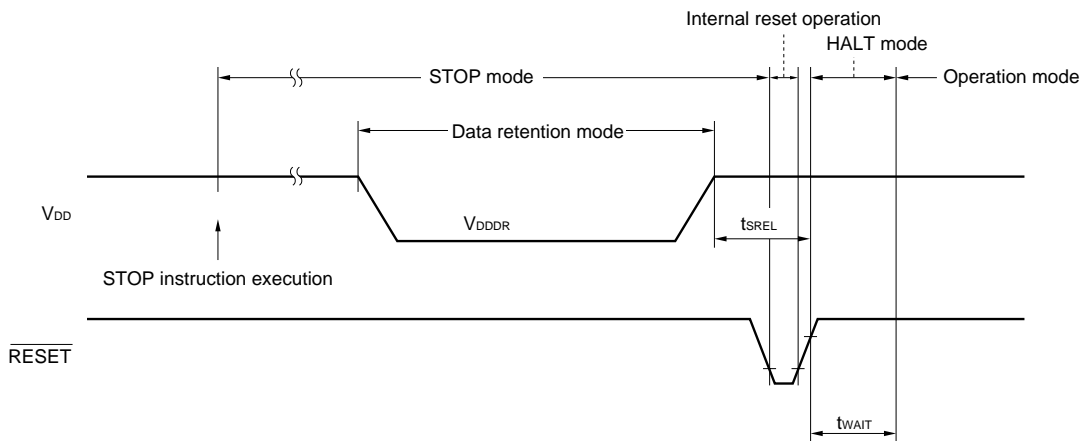 Internal reset operation
HALT mode
STOP mode
Operation mode
Data retention mode
VDD
VDDDR
tSREL
STOP instruction execution
RESET
tWAIT